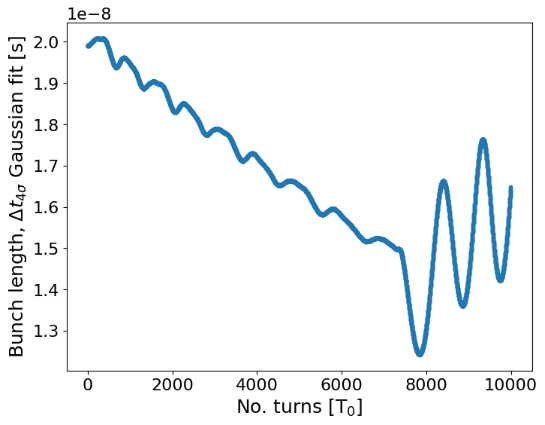 1e−8
2.0
1.9
1.8
1.7
1.6
1.5
1.4
1.3
Bunch length, Δt4σ Gaussian fit [s]
0 2000 4000 6000 8000 10000
No. turns [T0]